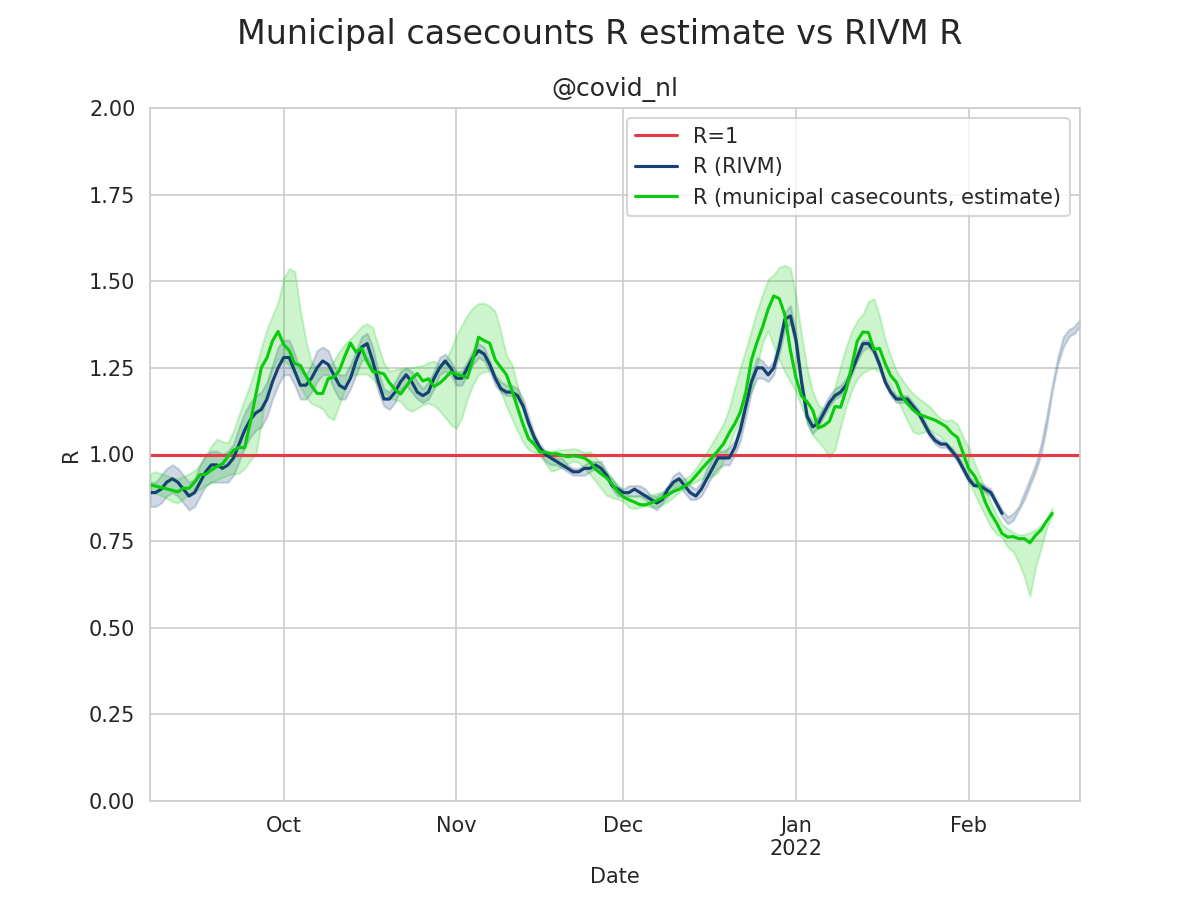 Municipal casecounts R estimate vs RIVM R
@covid_nl
R=1
R (RIVM)
R (municipal casecounts, estimate)
2.00
1.75
1.50
1.25
1.00
0.75
0.50
0.25
0.00
R
Oct Nov Dec Jan Feb
2022
Date